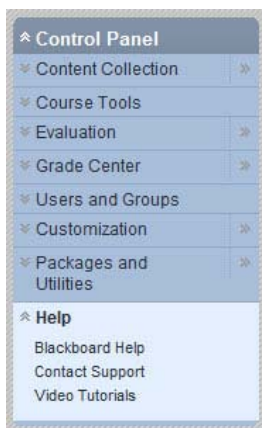 Control Panel
Content Collection
Course Tools
Evaluation
Grade Center
Users and Groups
Customization
Packages and
Utilities
Help
Blackboard Help
Contact Support
Video Tutorials